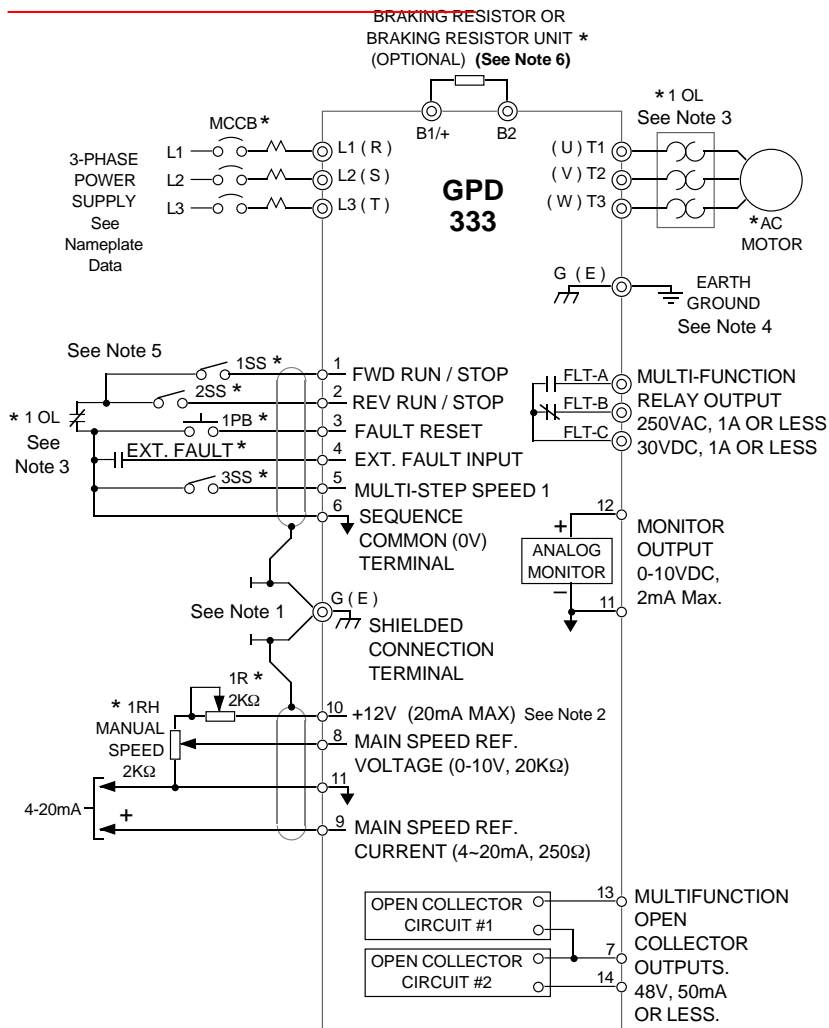 BRAKING RESISTOR OR
BRAKING RESISTOR UNIT *
(OPTIONAL) (See Note 6)
B1/+
B2
MCCB *
L1
L2
L3
3-PHASE
POWER
SUPPLY
See
Nameplate
Data
L1 ( R )
L2 ( S )
L3 ( T )
GPD
333
( U ) T1
( V ) T2
( W ) T3
* 1 OL
See Note 3
* AC
MOTOR
G ( E )
EARTH
GROUND
See Note 4
See Note 5
* 1 OL
See
Note 3
1SS *
2SS *
1PB *
EXT. FAULT *
3SS *
1 FWD RUN / STOP
2 REV RUN / STOP
3 FAULT RESET
4 EXT. FAULT INPUT
5 MULTI-STEP SPEED 1
6 SEQUENCE
COMMON (0V)
TERMINAL
FLT-A
FLT-B
FLT-C
MULTI-FUNCTION
RELAY OUTPUT
250VAC, 1A OR LESS
30VDC, 1A OR LESS
12
+
ANALOG
MONITOR
–
11
MONITOR
OUTPUT
0-10VDC,
2mA Max.
See Note 1
G ( E )
SHIELDED
CONNECTION
TERMINAL
1R *
2KΩ
* 1RH
MANUAL
SPEED
2KΩ
4-20mA
+
10 +12V (20mA MAX) See Note 2
8 MAIN SPEED REF.
VOLTAGE (0-10V, 20KΩ)
11
9 MAIN SPEED REF.
CURRENT (4~20mA, 250Ω)
OPEN COLLECTOR
CIRCUIT #1
OPEN COLLECTOR
CIRCUIT #2
13
7
14
MULTIFUNCTION
OPEN
COLLECTOR
OUTPUTS.
48V, 50mA
OR LESS.